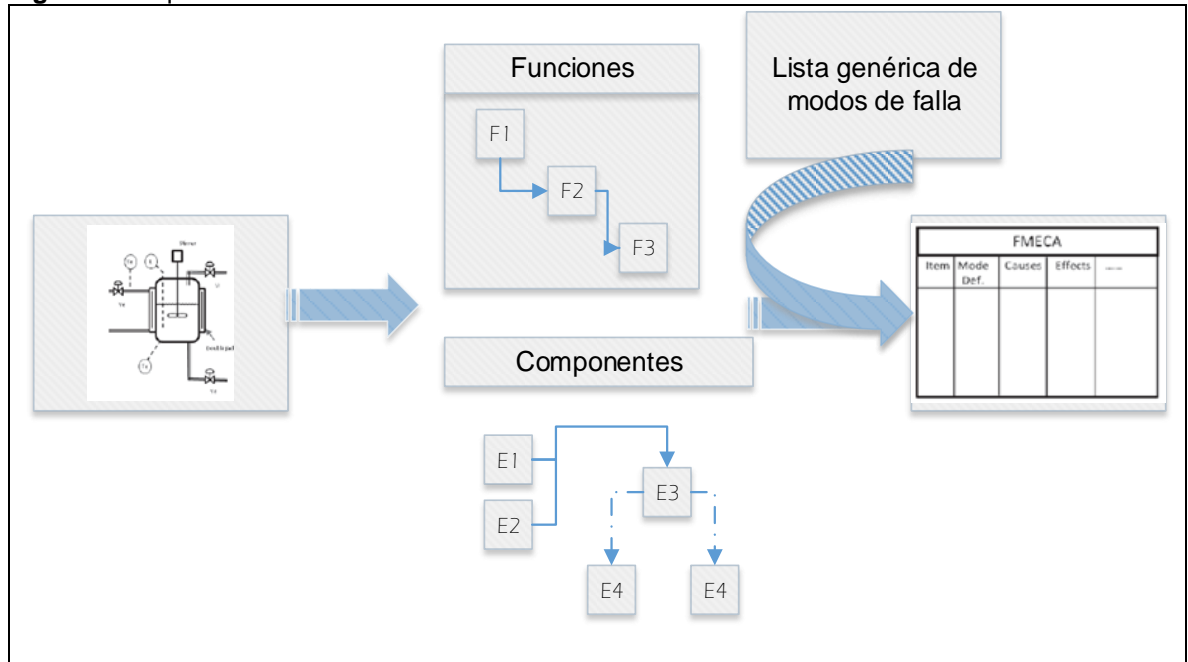 Funciones
F1
F2
F3
Lista genérica de
modos de falla
Componentes
E1
E2
E3
E4
E4
FMECA
Item Mode Causes Effects ......
Def.